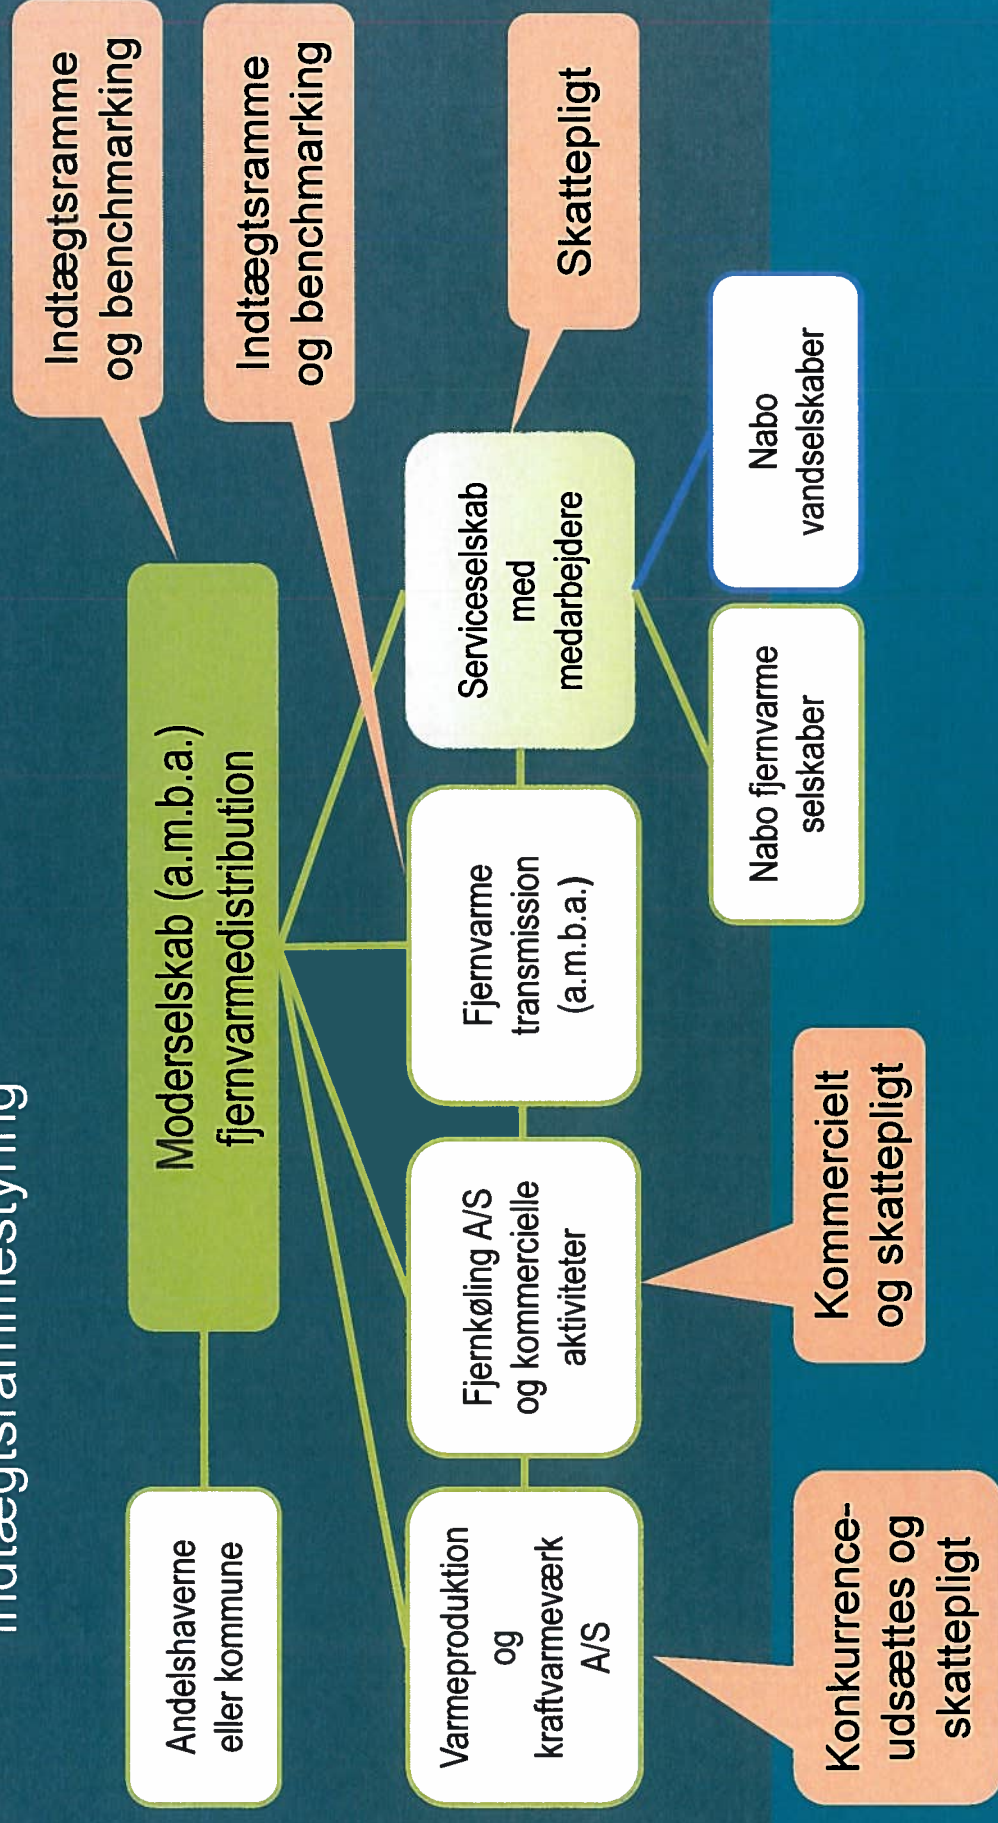 indtægtsrammestyring
Indtægtsramme
og benchmarking
Andelshaverne
eller kommune
Moderselskab (a.m.b.a.)
fjernvarmedistribution
Indtægtsramme
og benchmarking
Varmeproduktion
og
kraftvarmeværk
A/S
Fjernkøling A/S
og kommercielle
aktiviteter
Fjernvarme
transmission
(a.m.b.a.)
Serviceselskab
med
medarbejdere
Skattepligt
Nabo fjernvarme
selskaber
Nabo
vandselskaber
Konkurrence-
udsættes og
skattepligt
Kommercielt
og skattepligt